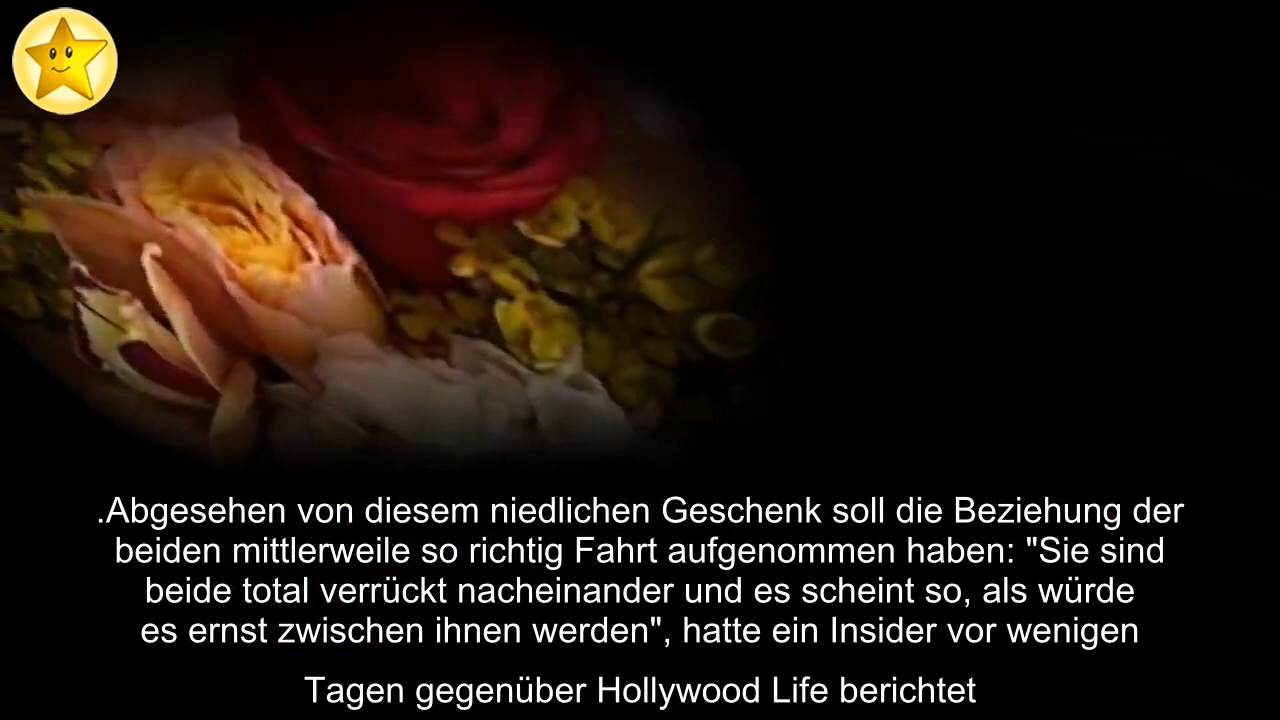 .Abgesehen von diesem niedlichen Geschenk soll die Beziehung der
beiden mittlerweile so richtig Fahrt aufgenommen haben: "Sie sind
beide total verrückt nacheinander und es scheint so, als würde
es ernst zwischen ihnen werden", hatte ein Insider vor wenigen
Tagen gegenüber Hollywood Life berichtet